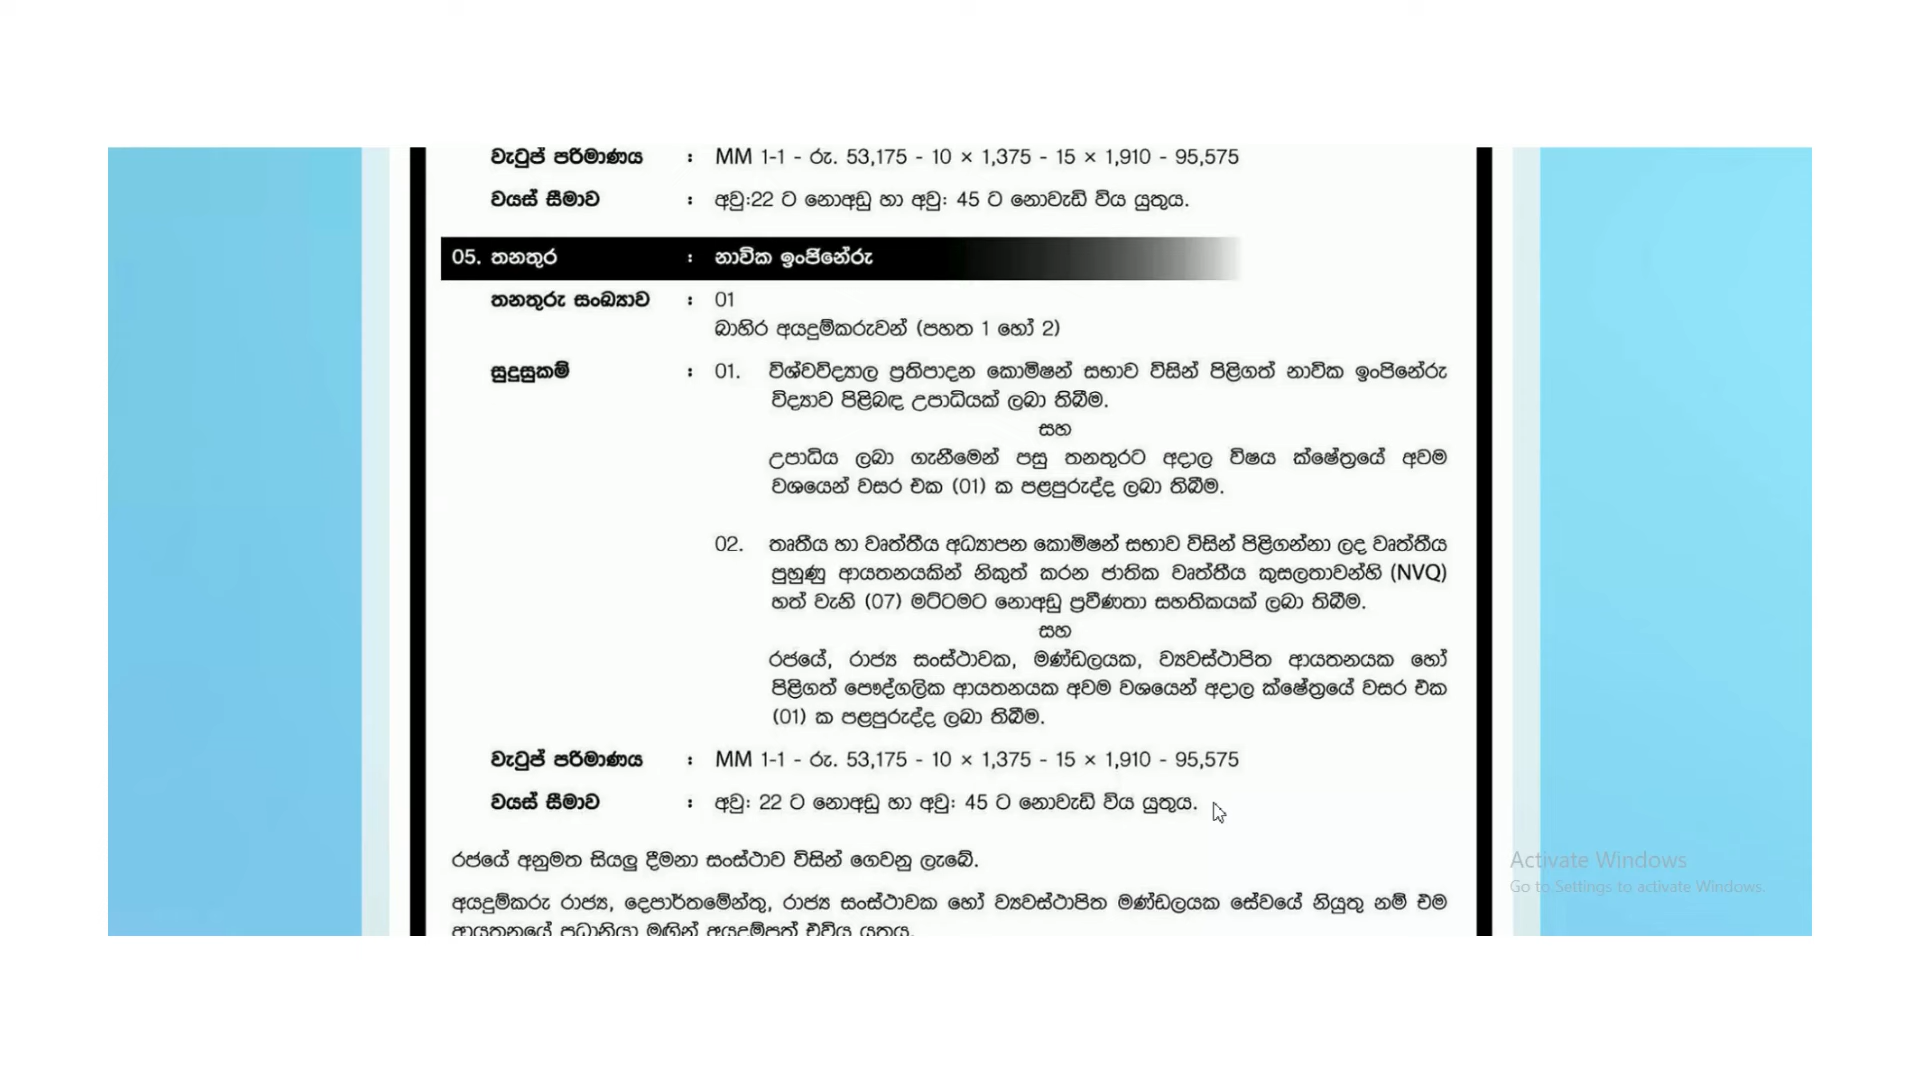 වැටුප් පරිමාණය : MM 1-1 - රු. 53,175 - 10 × 1,375 - 15 × 1,910 - 95,575
වයස් සීමාව : අවු:22 ට නොඅඩු හා අවු: 45 ට නොවැඩි විය යුතුය.
05. තනතුර : නාවික ඉංජිනේරු
තනතුරු සංඛ්‍යාව : 01
බාහිර අයදුම්කරුවන් (පහත 1 හෝ 2)
සුදුසුකම් : 01. විශ්වවිද්‍යාල ප්‍රතිපාදන කොමිෂන් සභාව විසින් පිළිගත් නාවික ඉංජිනේරු
විද්‍යාව පිළිබඳ උපාධියක් ලබා තිබීම.
සහ
උපාධිය ලබා ගැනීමෙන් පසු තනතුරට අදාල විෂය ක්ෂේත්‍රයේ අවම
වශයෙන් වසර එක (01) ක පළපුරුද්ද ලබා තිබීම.
02. තෘතීය හා වෘත්තීය අධ්‍යාපන කොමිෂන් සභාව විසින් පිළිගන්නා ලද වෘත්තීය
පුහුණු ආයතනයකින් නිකුත් කරන ජාතික වෘත්තීය කුසලතාවන්හි (NVQ)
හත් වැනි (07) මට්ටමට නොඅඩු ප්‍රවීණතා සහතිකයක් ලබා තිබීම.
සහ
රජයේ, රාජ්‍ය සංස්ථාවක, මණ්ඩලයක, ව්‍යවස්ථාපිත ආයතනයක හෝ
පිළිගත් පෞද්ගලික ආයතනයක අවම වශයෙන් අදාල ක්ෂේත්‍රයේ වසර එක
(01) ක පළපුරුද්ද ලබා තිබීම.
වැටුප් පරිමාණය : MM 1-1 - රු. 53,175 - 10 × 1,375 - 15 × 1,910 - 95,575
වයස් සීමාව : අවු: 22 ට නොඅඩු හා අවු: 45 ට නොවැඩි විය යුතුය.
රජයේ අනුමත සියලු දීමනා සංස්ථාව විසින් ගෙවනු ලැබේ.
අයදුම්කරු රාජ්‍ය, දෙපාර්තමේන්තු, රාජ්‍ය සංස්ථාවක හෝ ව්‍යවස්ථාපිත මණ්ඩලයක සේවයේ නියුතු නම් එම
ආයතනයේ ප්‍රධානියා මඟින් අයදුම්පත් එවිය යුතුය.
Activate Windows
Go to Settings to activate Windows.